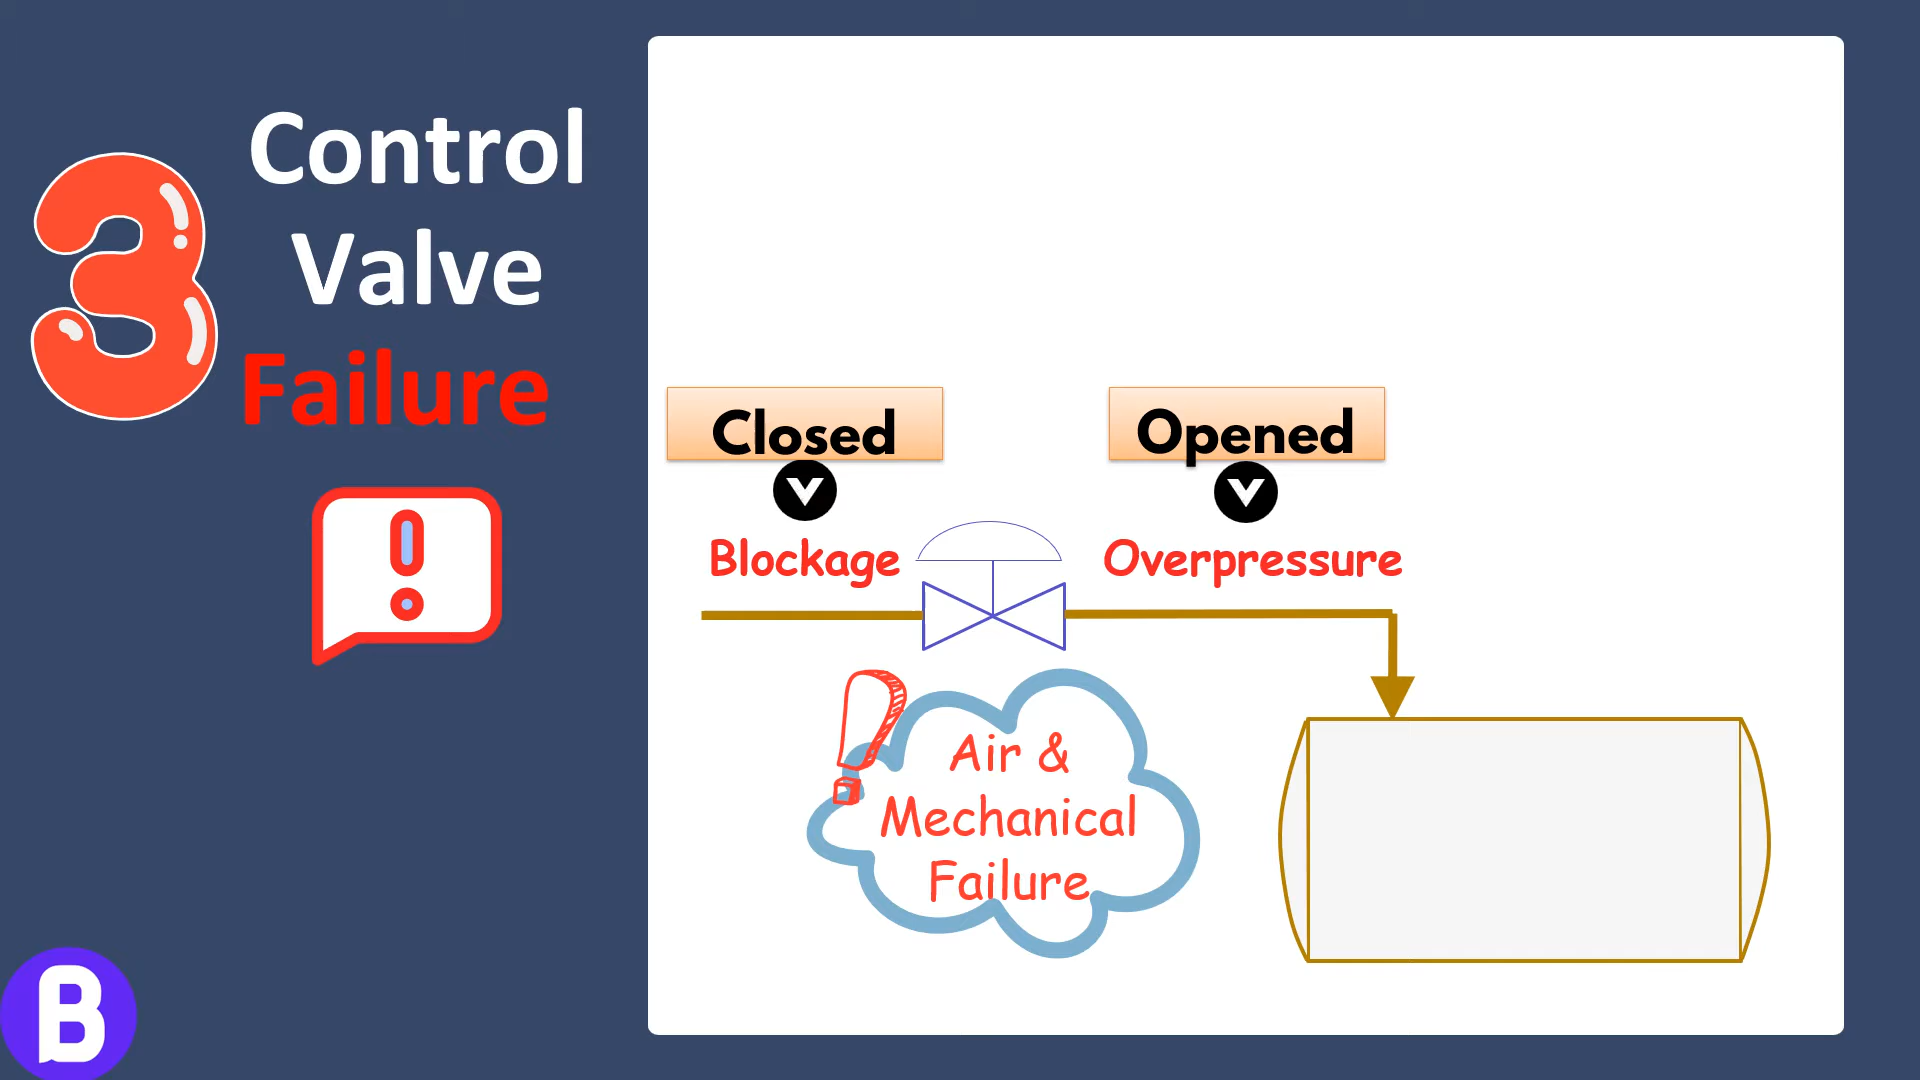 3
Control
Valve
Failure
!
Closed
Opened
Blockage
Overpressure
!
Air &
Mechanical
Failure
B